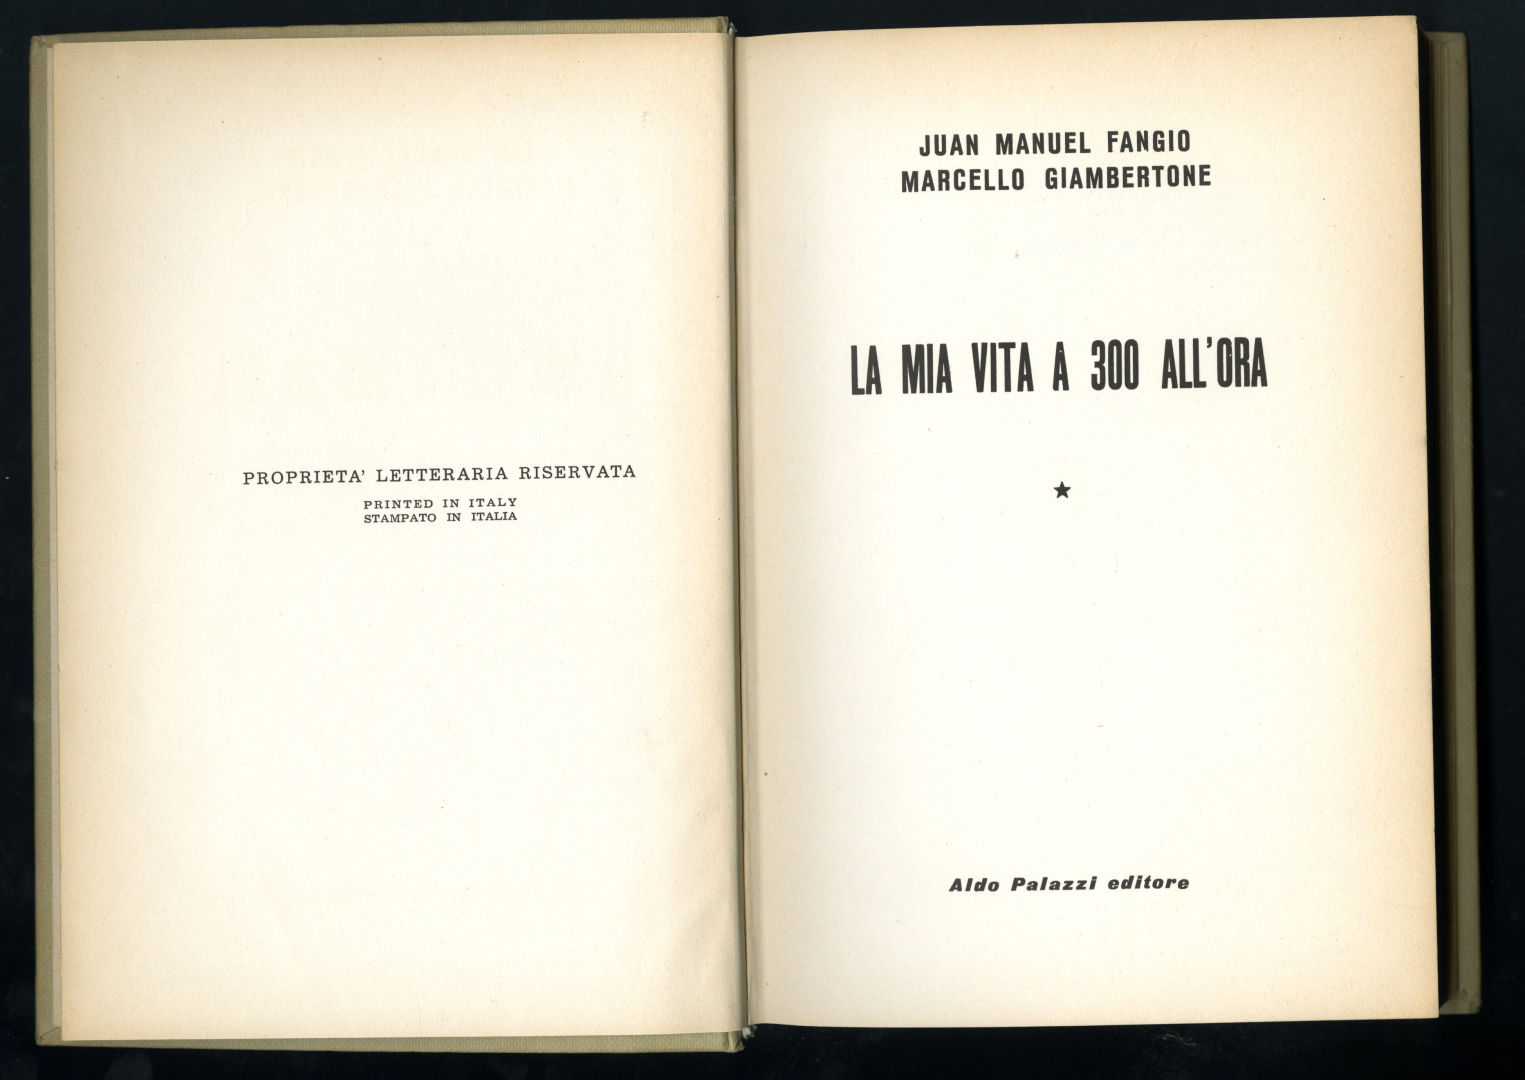 PROPRIETA' LETTERARIA RISERVATA
PRINTED IN ITALY
STAMPATO IN ITALIA
JUAN MANUEL FANGIO
MARCELLO GIAMBERTONE
LA MIA VITA A 300 ALL'ORA
★
Aldo Palazzi editore